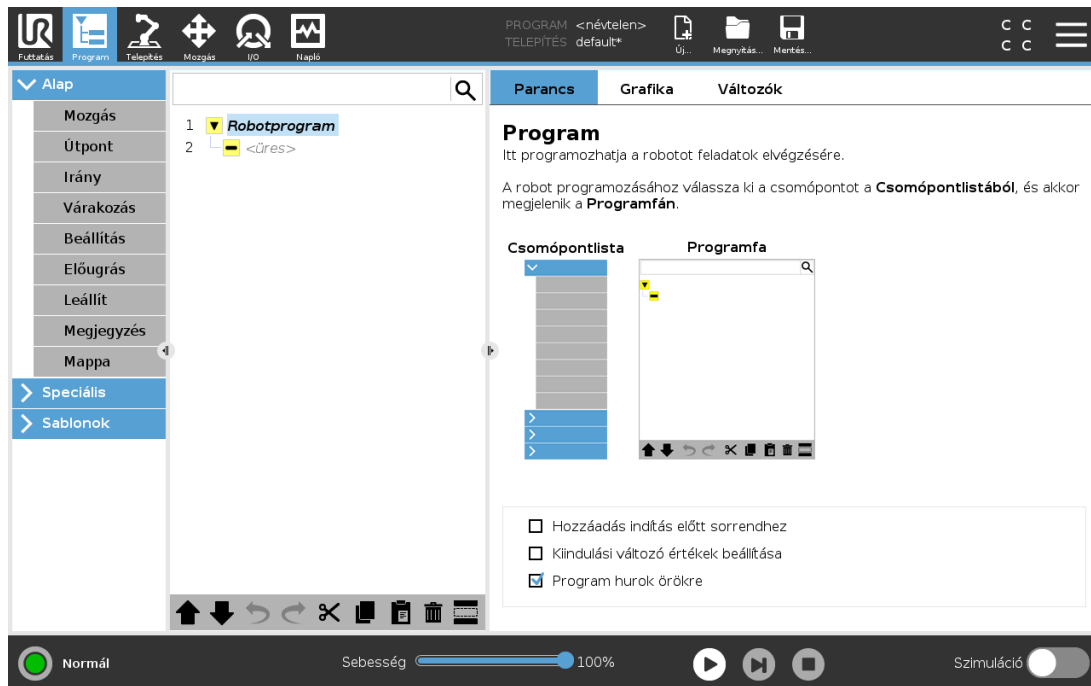 UR
Futtatás
Program
Telepítés
Mozgás
I/O
Napló
PROGRAM <névtelen>
TELEPÍTÉS default*
Új...
Megnyitás...
Mentés...
C C
C C
Alap
Mozgás
Útpont
Irány
Várakozás
Beállítás
Előugrás
Leállít
Megjegyzés
Mappa
Speciális
Sablonok
1 Robotprogram
2 <üres>
Parancs
Grafika
Változók
Program
Itt programozhatja a robotot feladatok elvégzésére.
A robot programozásához válassza ki a csomópontot a Csomópontlistából, és akkor
megjelenik a Programfán.
Csomópontlista
Programfa
Hozzáadás indítás előtt sorrendhez
Kiindulási változó értékek beállítása
Program hurok örökre
Normál
Sebesség
100%
Szimuláció